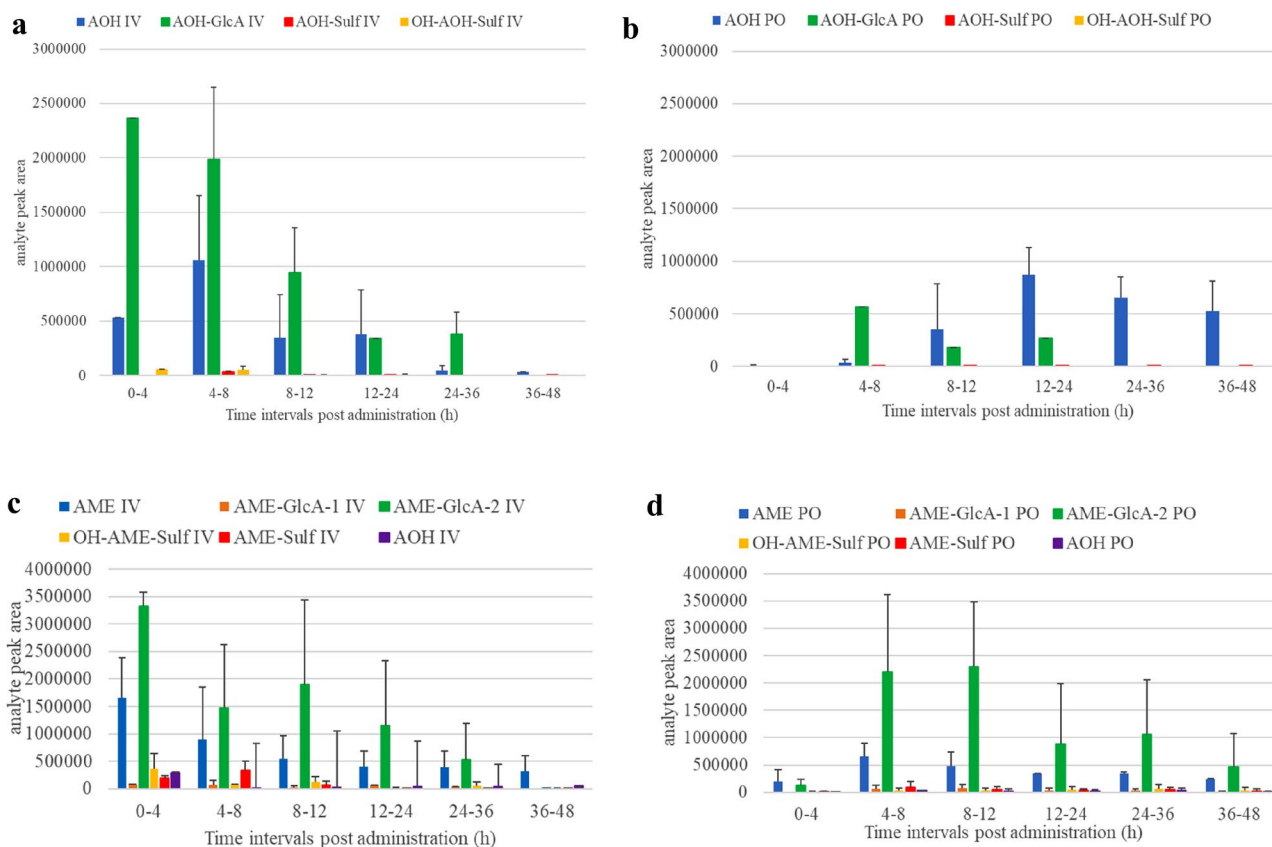 a
AOH IV AOH-GlcA IV AOH-Sulf IV OH-AOH-Sulf IV
3000000
2500000
2000000
1500000
1000000
500000
0
analyte peak area
0-4 4-8 8-12 12-24 24-36 36-48
Time intervals post administration (h)
b
AOH PO AOH-GlcA PO AOH-Sulf PO OH-AOH-Sulf PO
3000000
2500000
2000000
1500000
1000000
500000
0
analyte peak area
0-4 4-8 8-12 12-24 24-36 36-48
Time intervals post administration (h)
c
AME IV AME-GlcA-1 IV AME-GlcA-2 IV
OH-AME-Sulf IV AME-Sulf IV AOH IV
4000000
3500000
3000000
2500000
2000000
1500000
1000000
500000
0
analyte peak area
0-4 4-8 8-12 12-24 24-36 36-48
Time intervals post administration (h)
d
AME PO AME-GlcA-1 PO AME-GlcA-2 PO
OH-AME-Sulf PO AME-Sulf PO AOH PO
4000000
3500000
3000000
2500000
2000000
1500000
1000000
500000
0
analyte peak area
0-4 4-8 8-12 12-24 24-36 36-48
Time intervals post administration (h)